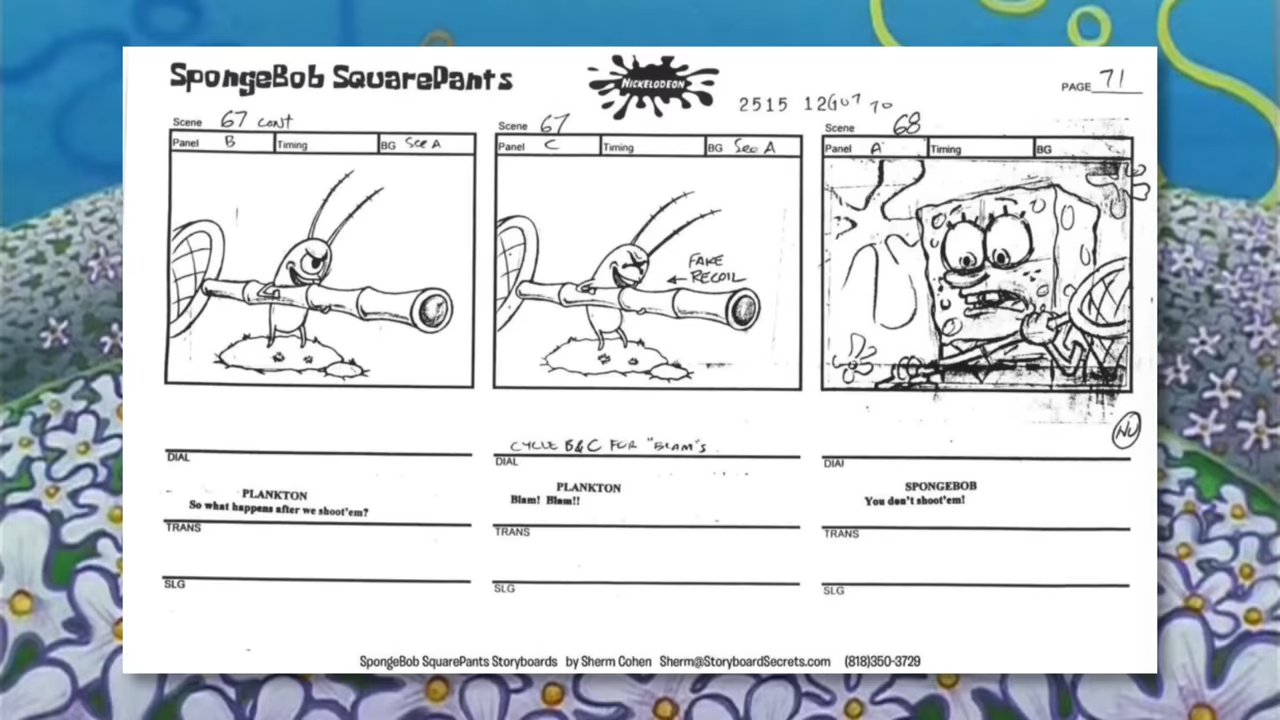 SpongeBob SquarePants
NICKELODEON
2515 12
PAGE 71
Scene 67 cont
Panel B Timing BG See A
DIAL
PLANKTON
So what happens after we shoot'em?
TRANS
SLG
Scene 67
Panel C Timing BG See A
FAKE
← RECOIL
CYCLE B&C FOR "BLAM"S
DIAL
PLANKTON
Blam! Blam!!
TRANS
SLG
Scene 68
Panel A Timing BG
NU
DIAL
SPONGEBOB
You don't shoot'em!
TRANS
SLG
SpongeBob SquarePants Storyboards by Sherm Cohen Sherm@StoryboardSecrets.com (818)350-3729